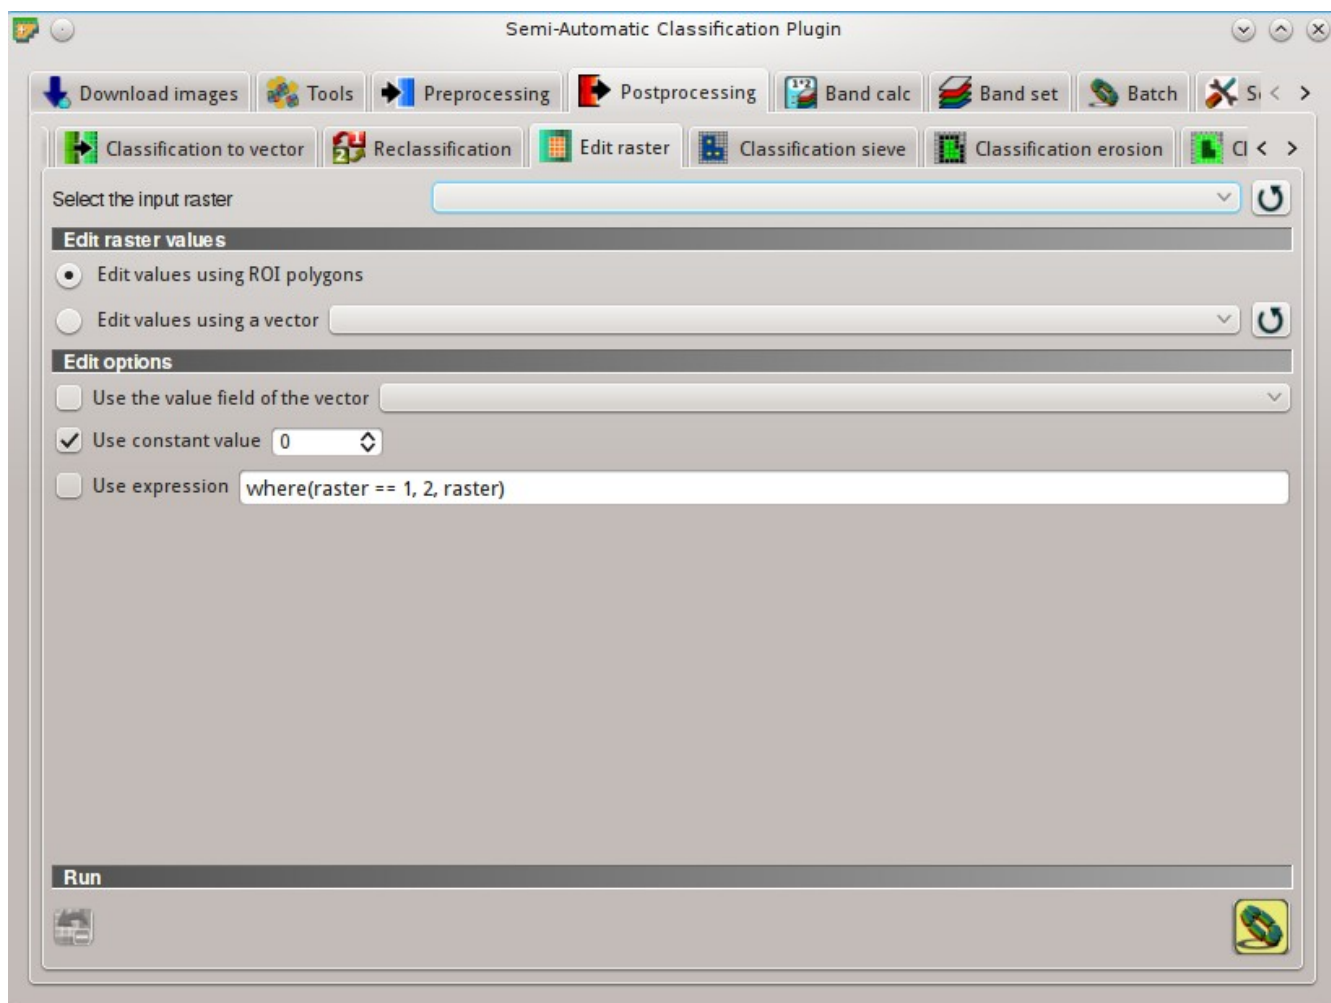 Semi-Automatic Classification Plugin
Download images Tools Preprocessing Postprocessing Band calc Band set Batch
Classification to vector Reclassification Edit raster Classification sieve Classification erosion
Select the input raster
Edit raster values
Edit values using ROI polygons
Edit values using a vector
Edit options
Use the value field of the vector
Use constant value 0
Use expression where(raster == 1, 2, raster)
Run